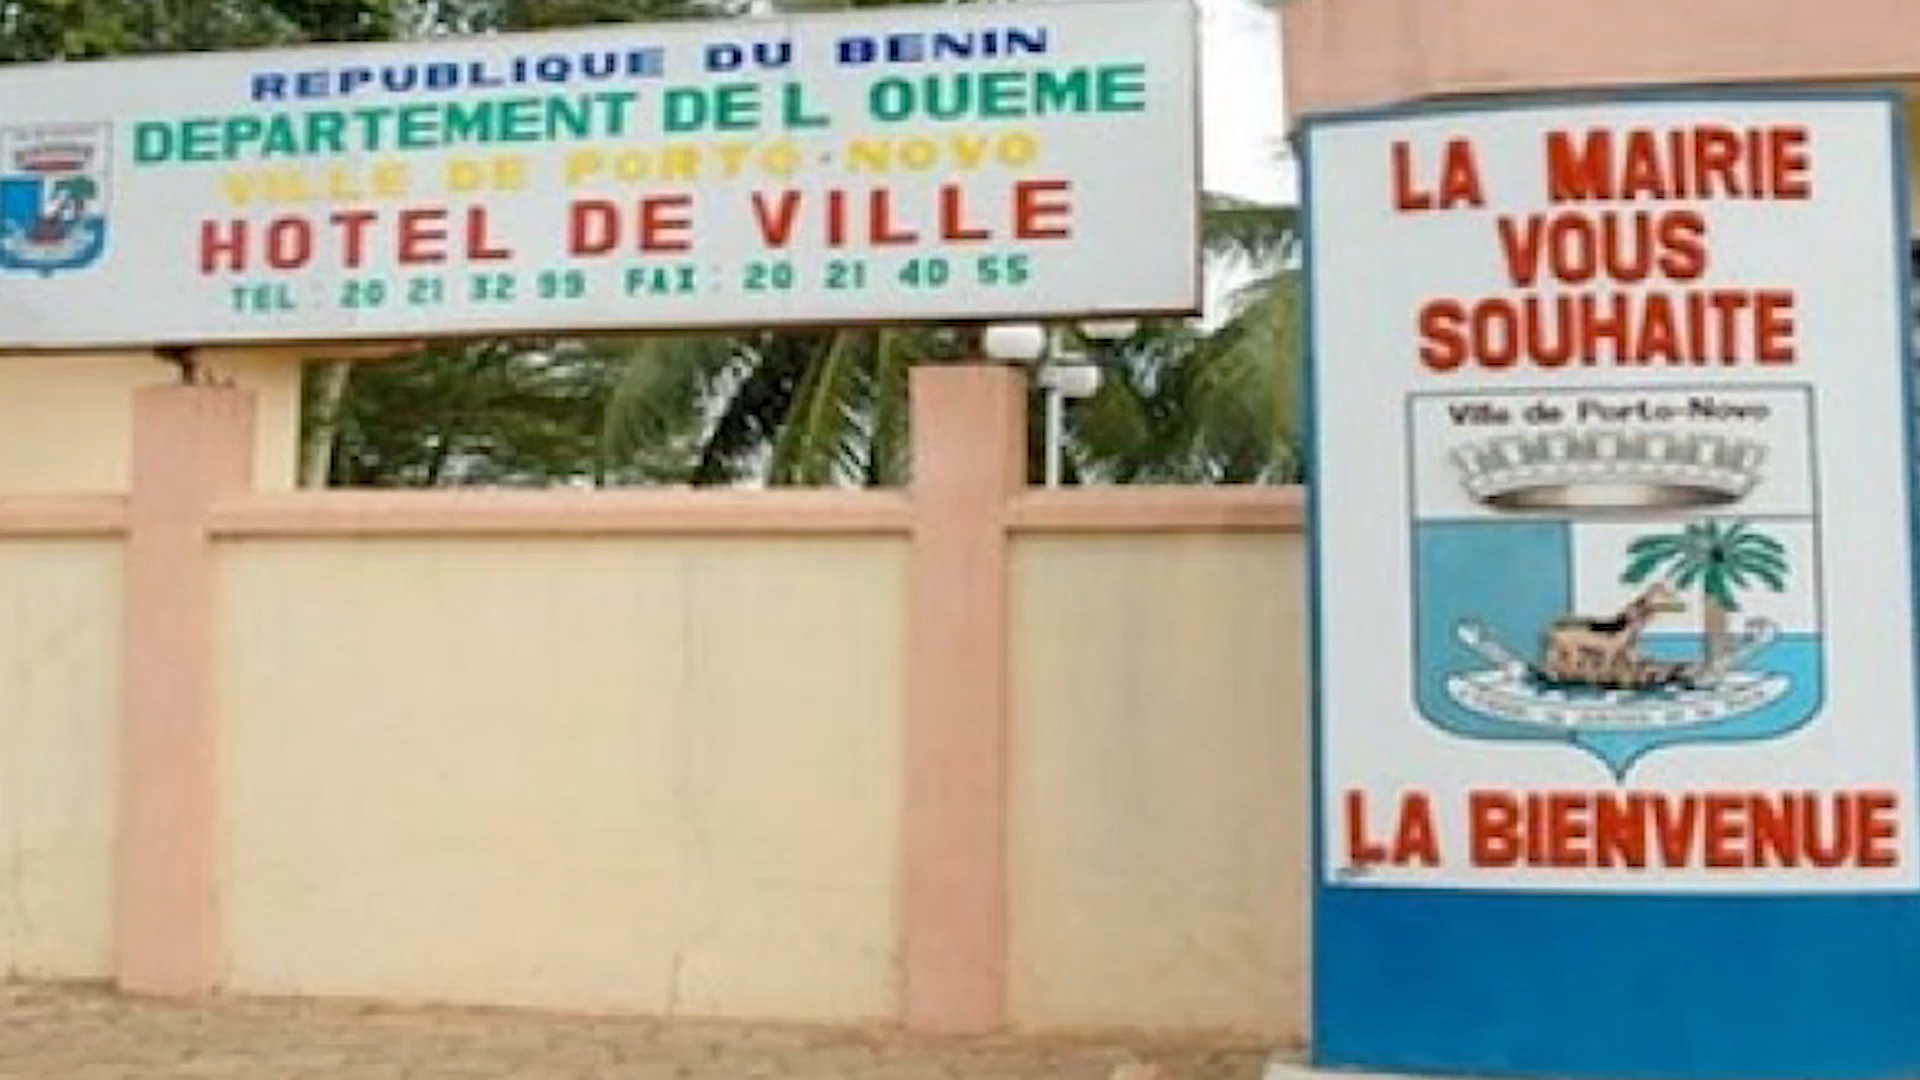 REPUBLIQUE DU BENIN
DEPARTEMENT DE L OUEME
VILLE DE PORTO-NOVO
HOTEL DE VILLE
TEL : 20 21 32 99 FAX : 20 21 40 55
LA MAIRIE
VOUS
SOUHAITE
Ville de Porto-Novo
LA BIENVENUE